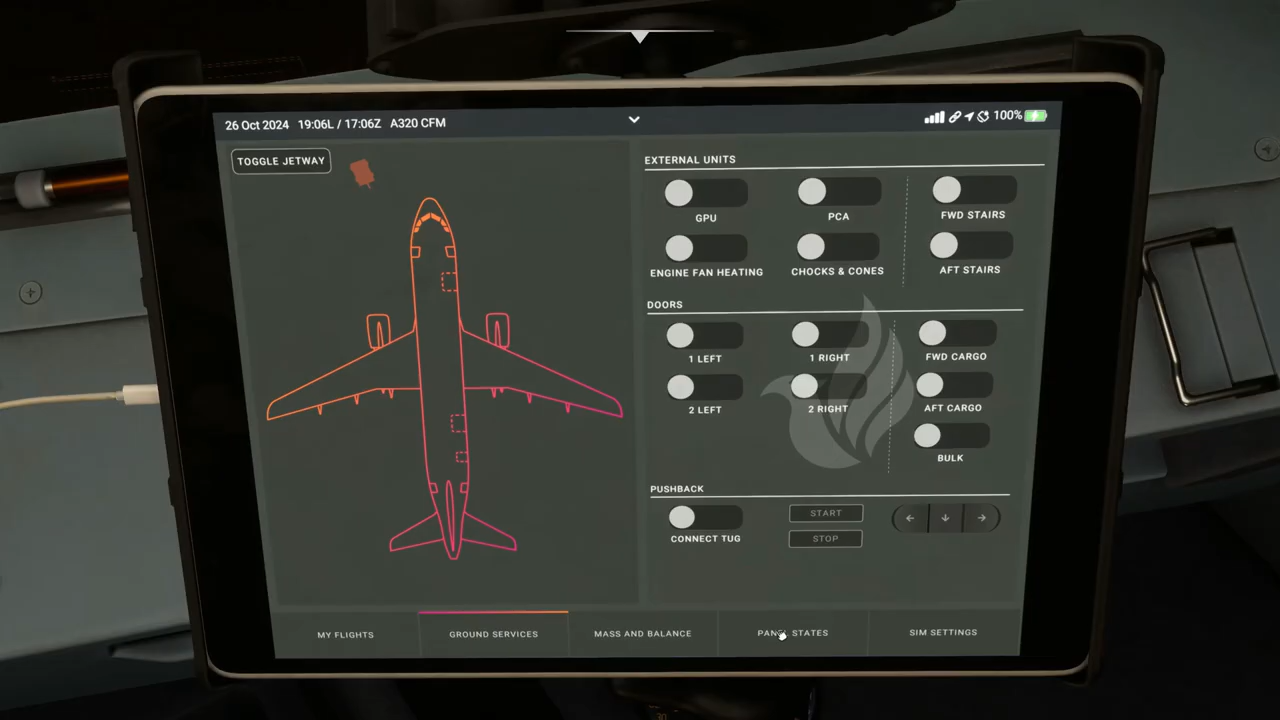 26 Oct 2024 19:06L / 17:06Z A320 CFM
100%
TOGGLE JETWAY
EXTERNAL UNITS
GPU
PCA
FWD STAIRS
ENGINE FAN HEATING
CHOCKS & CONES
AFT STAIRS
DOORS
1 LEFT
1 RIGHT
FWD CARGO
2 LEFT
2 RIGHT
AFT CARGO
BULK
PUSHBACK
CONNECT TUG
START
STOP
MY FLIGHTS
GROUND SERVICES
MASS AND BALANCE
PANEL STATES
SIM SETTINGS